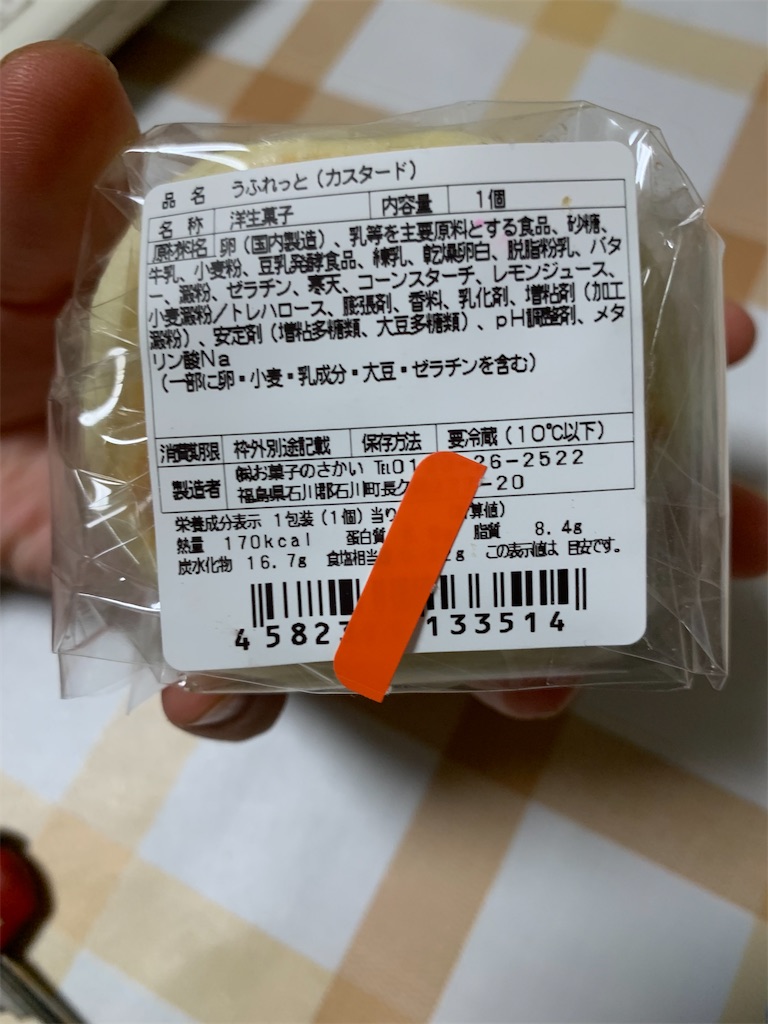 品名 うふれっと(カスタード)
名称 洋生菓子 内容量 1個
原材料名 卵(国内製造)、乳等を主要原料とする食品、砂糖、
牛乳、小麦粉、豆乳発酵食品、練乳、乾燥卵白、脱脂粉乳、バタ
ー、澱粉、ゼラチン、寒天、コーンスターチ、レモンジュース、
小麦澱粉/トレハロース、膨張剤、香料、乳化剤、増粘剤(加工
澱粉)、安定剤(増粘多糖類、大豆多糖類)、pH調整剤、メタ
リン酸Na
(一部に卵・小麦・乳成分・大豆・ゼラチンを含む)
消費期限 枠外別途記載 保存方法 要冷蔵(10℃以下)
製造者 ㈱お菓子のさかい ℡01 26-2522
福島県石川郡石川町長久 -20
栄養成分表示 1包装(1個)当り 算値)
熱量 170kcal 蛋白質 脂質 8.4g
炭水化物 16.7g 食塩相当 g この表示値は、目安です。
4582 133514